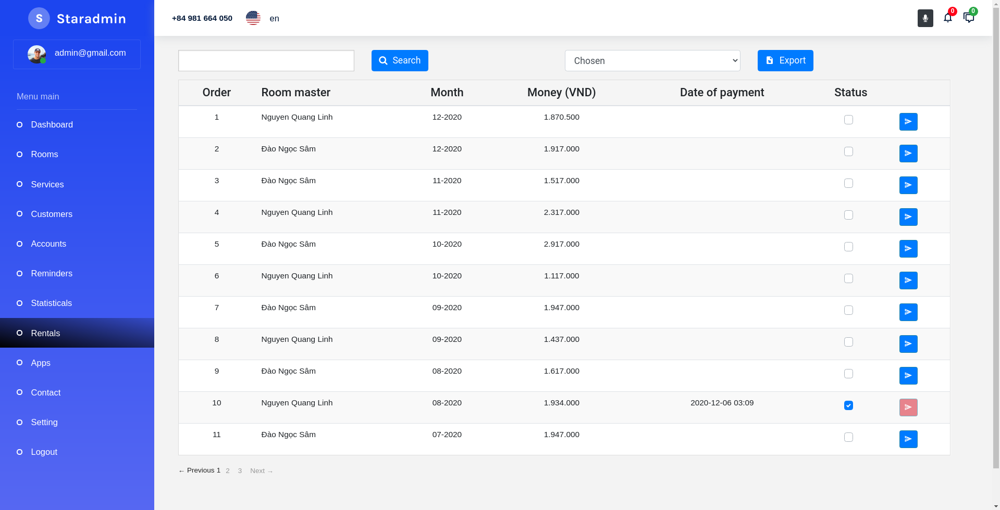 S Staradmin
+84 981 664 050 en 0 0
admin@gmail.com
Search Chosen Export
Menu main
Dashboard
Rooms
Services
Customers
Accounts
Reminders
Statisticals
Rentals
Apps
Contact
Setting
Logout
Order Room master Month Money (VND) Date of payment Status
1 Nguyen Quang Linh 12-2020 1.870.500
2 Đào Ngọc Sâm 12-2020 1.917.000
3 Đào Ngọc Sâm 11-2020 1.517.000
4 Nguyen Quang Linh 11-2020 2.317.000
5 Đào Ngọc Sâm 10-2020 2.917.000
6 Nguyen Quang Linh 10-2020 1.117.000
7 Đào Ngọc Sâm 09-2020 1.947.000
8 Nguyen Quang Linh 09-2020 1.437.000
9 Đào Ngọc Sâm 08-2020 1.617.000
10 Nguyen Quang Linh 08-2020 1.934.000 2020-12-06 03:09
11 Đào Ngọc Sâm 07-2020 1.947.000
← Previous 1 2 3 Next →